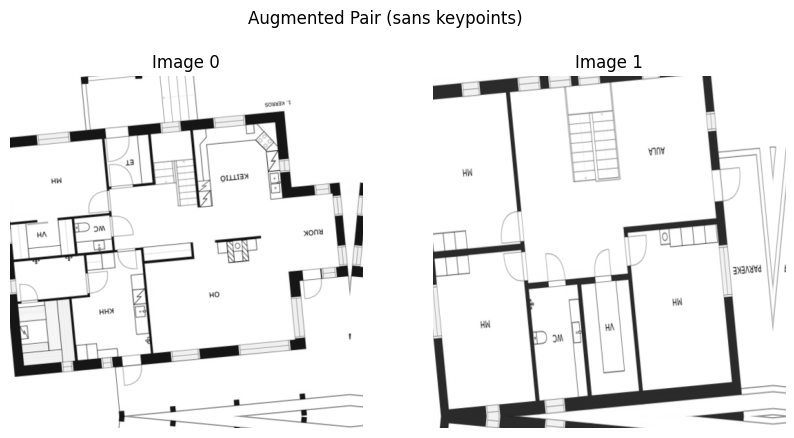 Augmented Pair (sans keypoints)
Image 0
Image 1
1. KERROS
ET
MH
KEITTIÖ
VH
WC
RUOK
OH
KHH
MH
AULA
PARVEKE
MH
MH
VH
WC